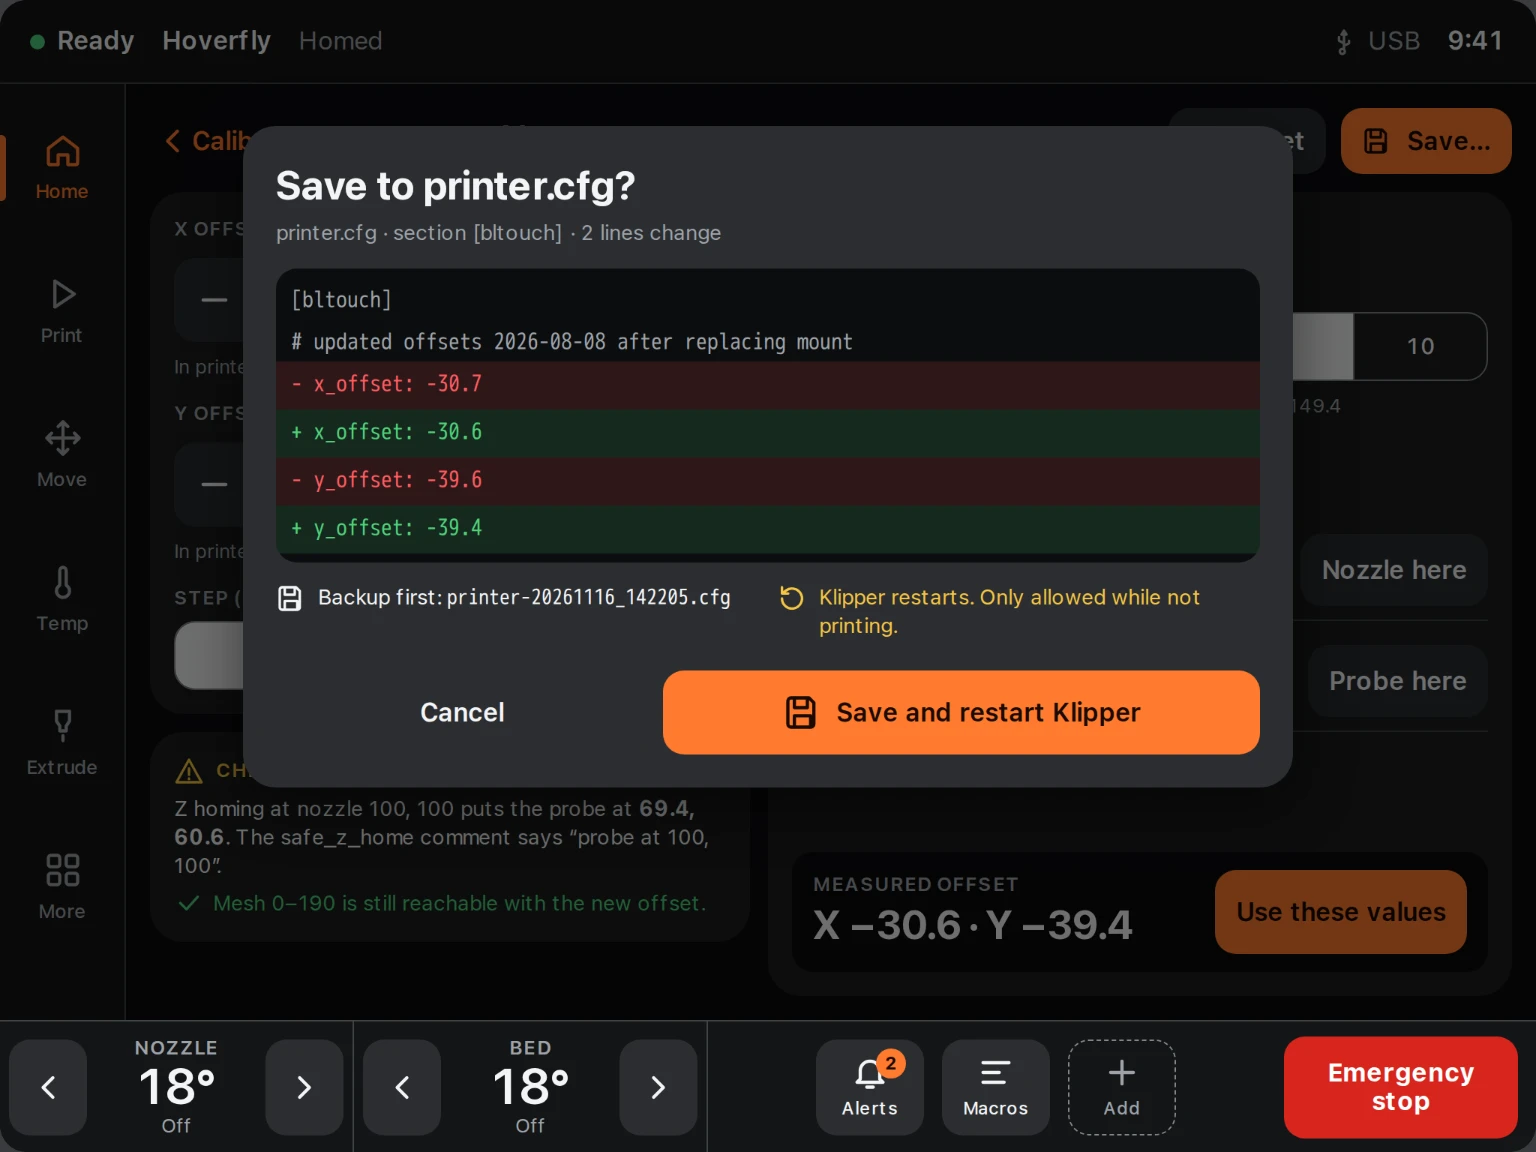 Ready Hoverfly Homed
USB 9:41
Home
Print
Move
Temp
Extrude
More
Save...
Save to printer.cfg?
printer.cfg · section [bltouch] · 2 lines change
[bltouch]
# updated offsets 2026-08-08 after replacing mount
- x_offset: -30.7
+ x_offset: -30.6
- y_offset: -39.6
+ y_offset: -39.4
Backup first: printer-20261116_142205.cfg
Klipper restarts. Only allowed while not
printing.
Cancel
Save and restart Klipper
X
Y
STEP (
10
149.4
Nozzle here
Probe here
Z homing at nozzle 100, 100 puts the probe at 69.4,
60.6. The safe_z_home comment says “probe at 100,
100”.
Mesh 0–190 is still reachable with the new offset.
MEASURED OFFSET
X −30.6 · Y −39.4
Use these values
NOZZLE
18°
Off
BED
18°
Off
2
Alerts
Macros
Add
Emergency
stop